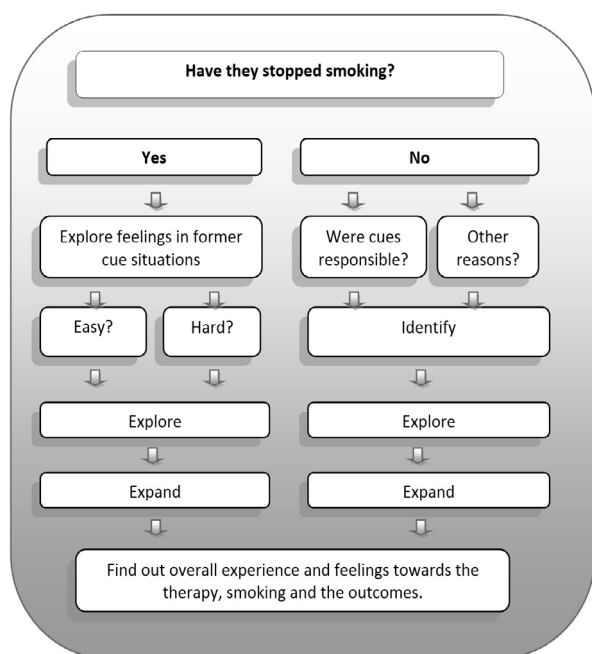 Have they stopped smoking?
Yes
No
Explore feelings in former
cue situations
Were cues
responsible?
Other
reasons?
Easy?
Hard?
Identify
Explore
Explore
Expand
Expand
Find out overall experience and feelings towards the
therapy, smoking and the outcomes.